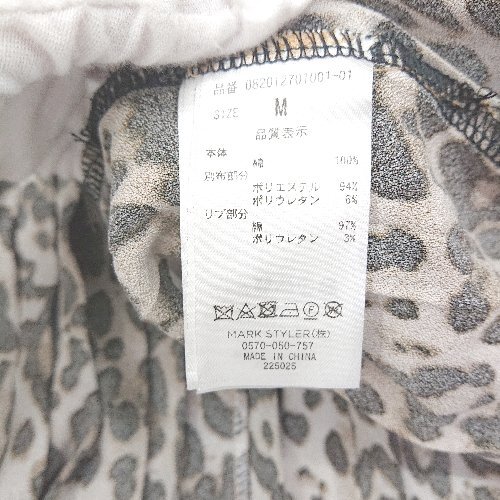 品番 082012701001-01
SIZE M
品質表示
本体
綿 100%
別布部分
ポリエステル 94%
ポリウレタン 6%
リブ部分
綿 97%
ポリウレタン 3%
MARK STYLER(株)
0570-050-757
MADE IN CHINA
225026